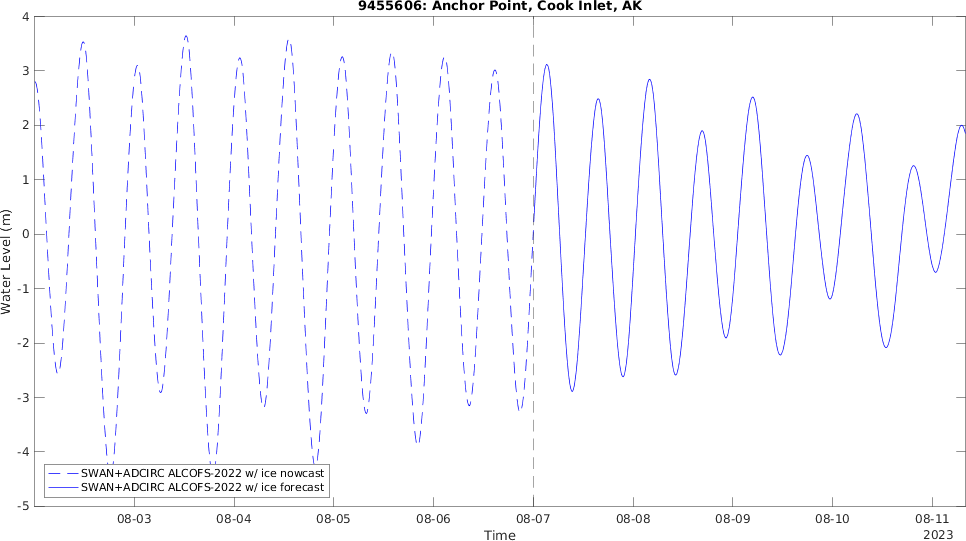 9455606: Anchor Point, Cook Inlet, AK
4
3
2
1
0
-1
-2
-3
-4
-5
Water Level (m)
SWAN+ADCIRC ALCOFS-2022 w/ ice nowcast
SWAN+ADCIRC ALCOFS-2022 w/ ice forecast
08-03 08-04 08-05 08-06 08-07 08-08 08-09 08-10 08-11
Time 2023